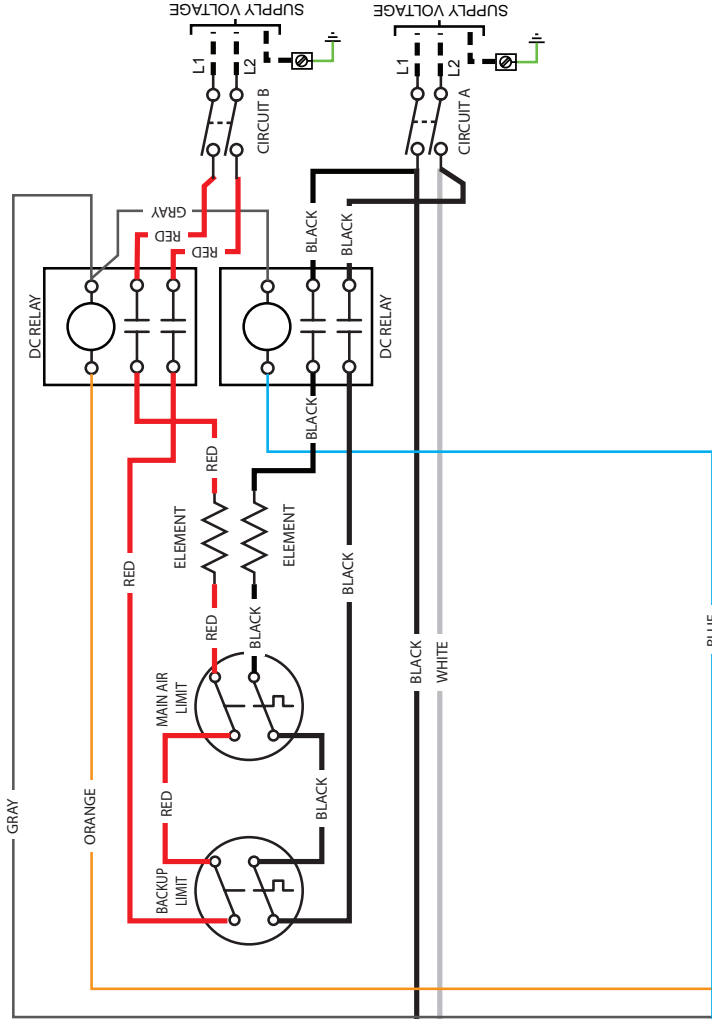 SUPPLY VOLTAGE
SUPPLY VOLTAGE
L1
L2
L1
L2
CIRCUIT B
CIRCUIT A
GRAY
RED
RED
BLACK
BLACK
DC RELAY
DC RELAY
RED
BLACK
ELEMENT
ELEMENT
RED
BLACK
RED
BLACK
BLACK
WHITE
MAIN AIR
LIMIT
RED
BLACK
GRAY
ORANGE
BACKUP
LIMIT